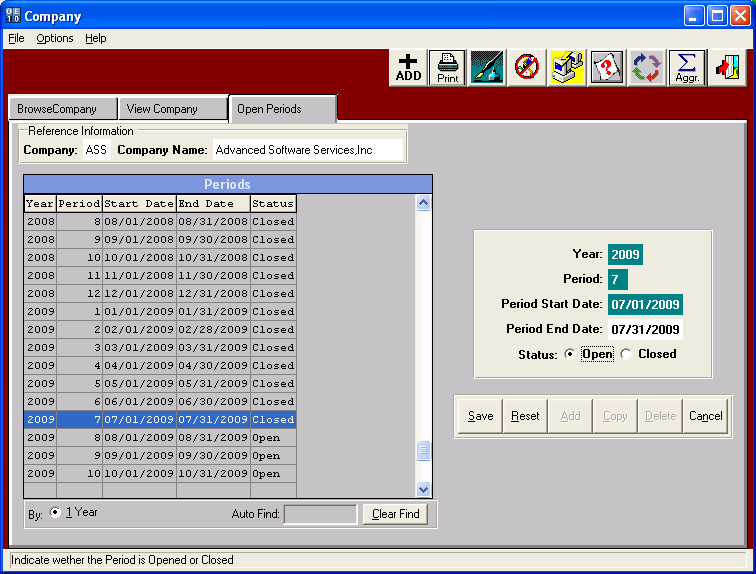 Company
File Options Help
ADD Print Aggr.
BrowseCompany View Company Open Periods
Reference Information
Company: ASS Company Name: Advanced Software Services,Inc
Periods
Year Period Start Date End Date Status
2008 8 08/01/2008 08/31/2008 Closed
2008 9 09/01/2008 09/30/2008 Closed
2008 10 10/01/2008 10/31/2008 Closed
2008 11 11/01/2008 11/30/2008 Closed
2008 12 12/01/2008 12/31/2008 Closed
2009 1 01/01/2009 01/31/2009 Closed
2009 2 02/01/2009 02/28/2009 Closed
2009 3 03/01/2009 03/31/2009 Closed
2009 4 04/01/2009 04/30/2009 Closed
2009 5 05/01/2009 05/31/2009 Closed
2009 6 06/01/2009 06/30/2009 Closed
2009 7 07/01/2009 07/31/2009 Closed
2009 8 08/01/2009 08/31/2009 Open
2009 9 09/01/2009 09/30/2009 Open
2009 10 10/01/2009 10/31/2009 Open
By: 1 Year Auto Find: Clear Find
Year: 2009
Period: 7
Period Start Date: 07/01/2009
Period End Date: 07/31/2009
Status: Open Closed
Save Reset Add Copy Delete Cancel
Indicate wether the Period is Opened or Closed